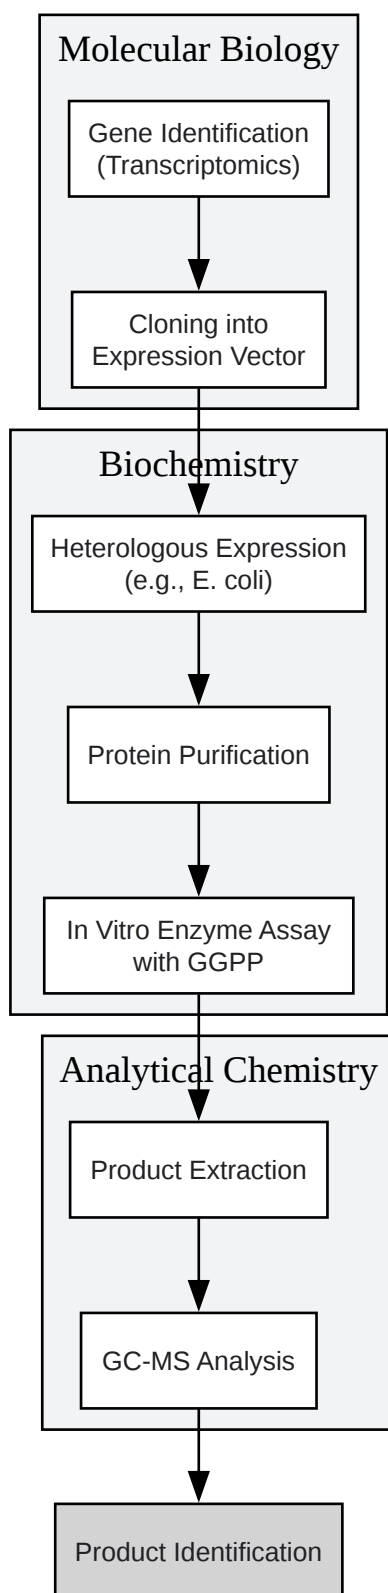 Molecular Biology
Gene Identification
(Transcriptomics)
Cloning into
Expression Vector
Biochemistry
Heterologous Expression
(e.g., E. coli)
Protein Purification
In Vitro Enzyme Assay
with GGPP
Analytical Chemistry
Product Extraction
GC-MS Analysis
Product Identification